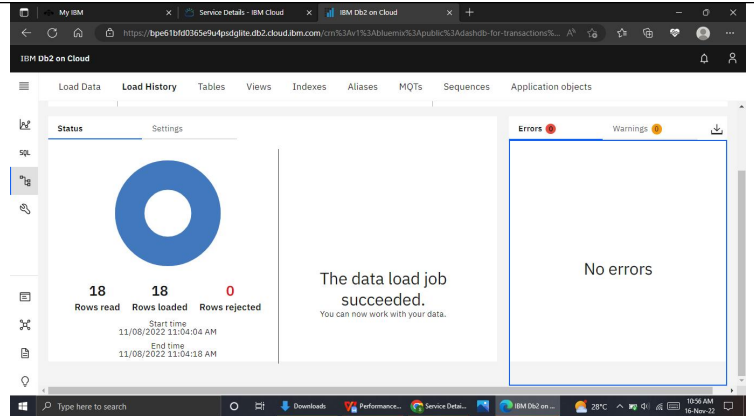 My IBM
Service Details - IBM Cloud
IBM Db2 on Cloud
https://bpe61bfd0365e9u4psdglite.db2.cloud.ibm.com/crn%3Av1%3Abluemix%3Apublic%3Adashdb-for-transactions%...
IBM Db2 on Cloud
Load Data Load History Tables Views Indexes Aliases MQTs Sequences Application objects
SQL
Status Settings
Errors 0 Warnings 0
18 18 0
Rows read Rows loaded Rows rejected
Start time
11/08/2022 11:04:04 AM
End time
11/08/2022 11:04:18 AM
The data load job
succeeded.
You can now work with your data.
No errors
Type here to search
Downloads
Performance...
Service Detai...
IBM Db2 on ...
28°C
10:56 AM
16-Nov-22